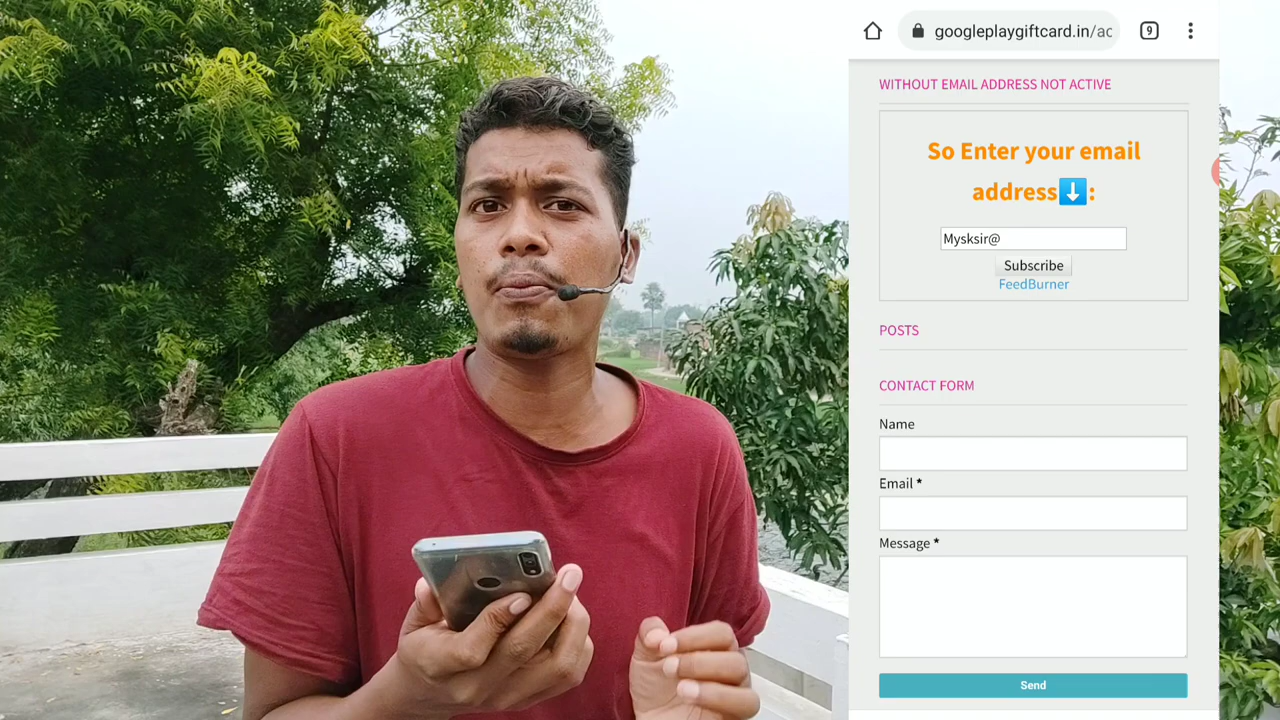 googleplaygiftcard.in/ac
9
WITHOUT EMAIL ADDRESS NOT ACTIVE
So Enter your email
address⬇️:
Mysksir@
Subscribe
FeedBurner
POSTS
CONTACT FORM
Name
Email *
Message *
Send